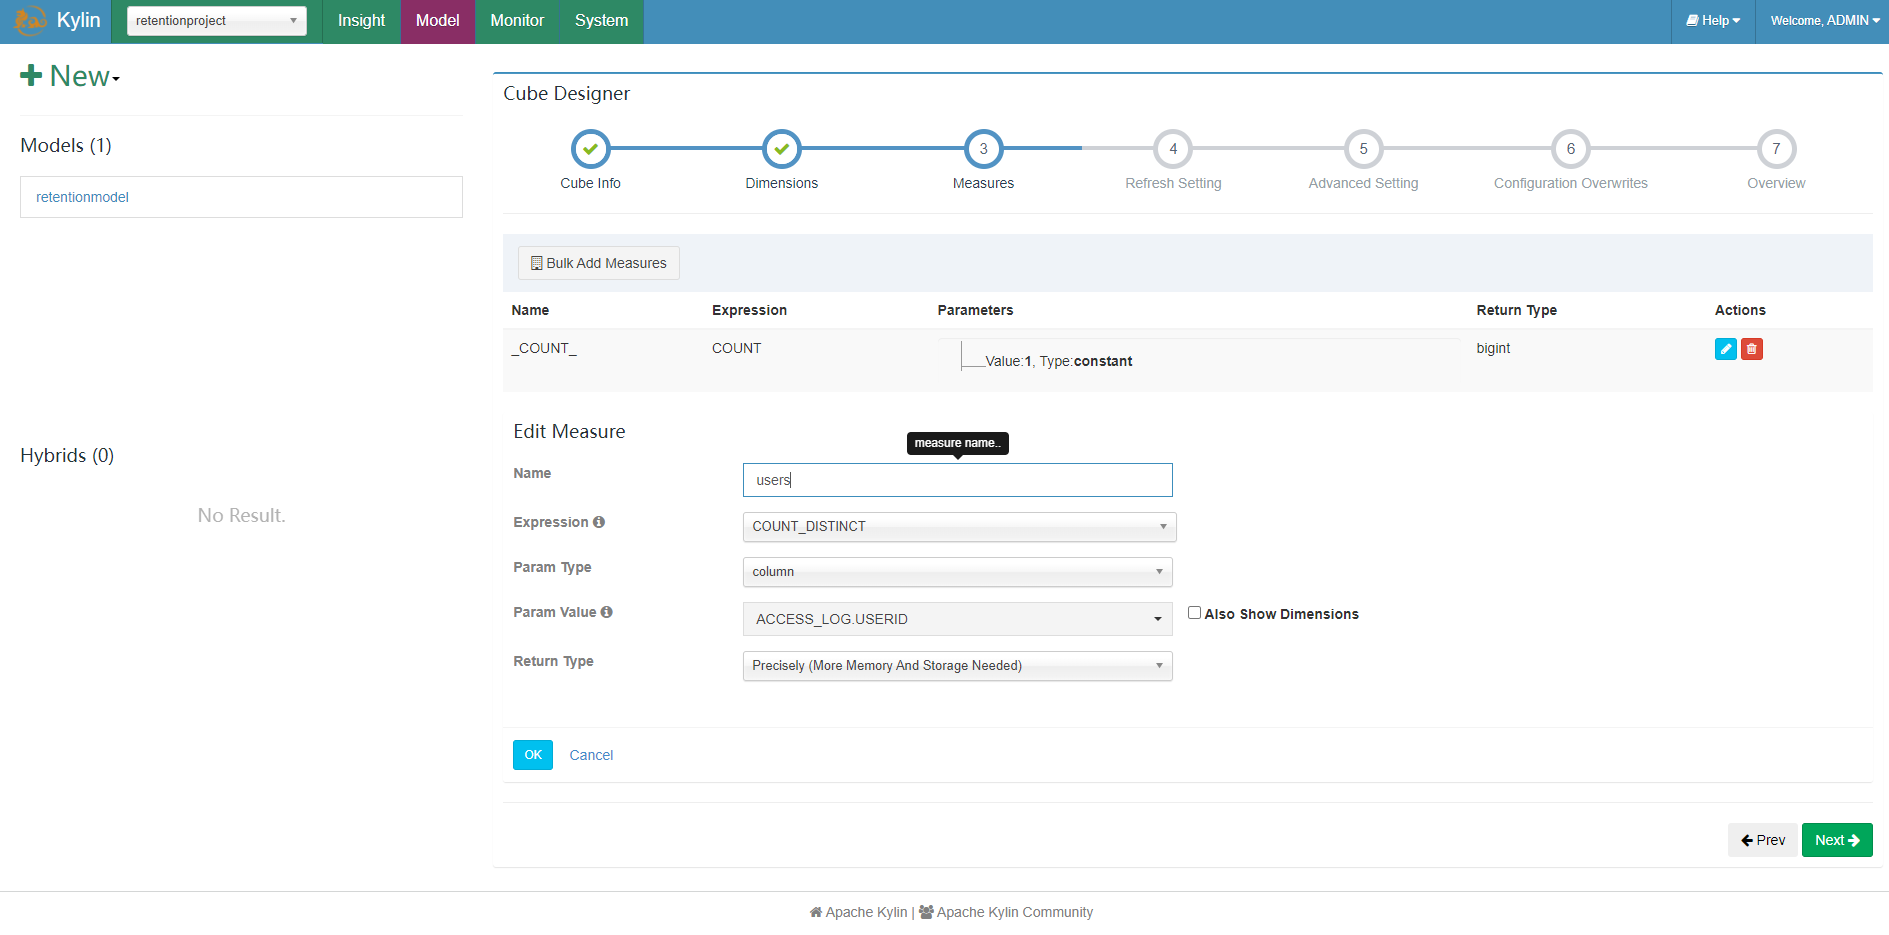 Kylin
retentionproject
Insight
Model
Monitor
System
Help
Welcome, ADMIN
New
Models (1)
retentionmodel
Hybrids (0)
No Result.
Cube Designer
3
4
5
6
7
Cube Info
Dimensions
Measures
Refresh Setting
Advanced Setting
Configuration Overwrites
Overview
Bulk Add Measures
Name Expression Parameters Return Type Actions
_COUNT_ COUNT Value:1, Type:constant bigint
Edit Measure
measure name..
Name users
Expression COUNT_DISTINCT
Param Type column
Param Value ACCESS_LOG.USERID Also Show Dimensions
Return Type Precisely (More Memory And Storage Needed)
OK Cancel
Prev Next
Apache Kylin | Apache Kylin Community